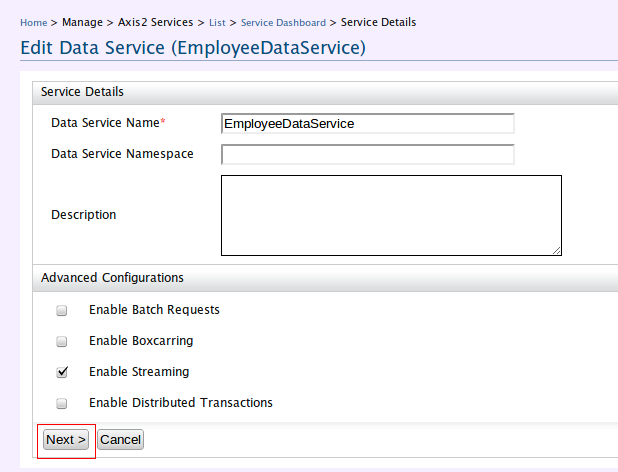 Home > Manage > Axis2 Services > List > Service Dashboard > Service Details
Edit Data Service (EmployeeDataService)
Service Details
Data Service Name* EmployeeDataService
Data Service Namespace
Description
Advanced Configurations
Enable Batch Requests
Enable Boxcarring
Enable Streaming
Enable Distributed Transactions
Next > Cancel